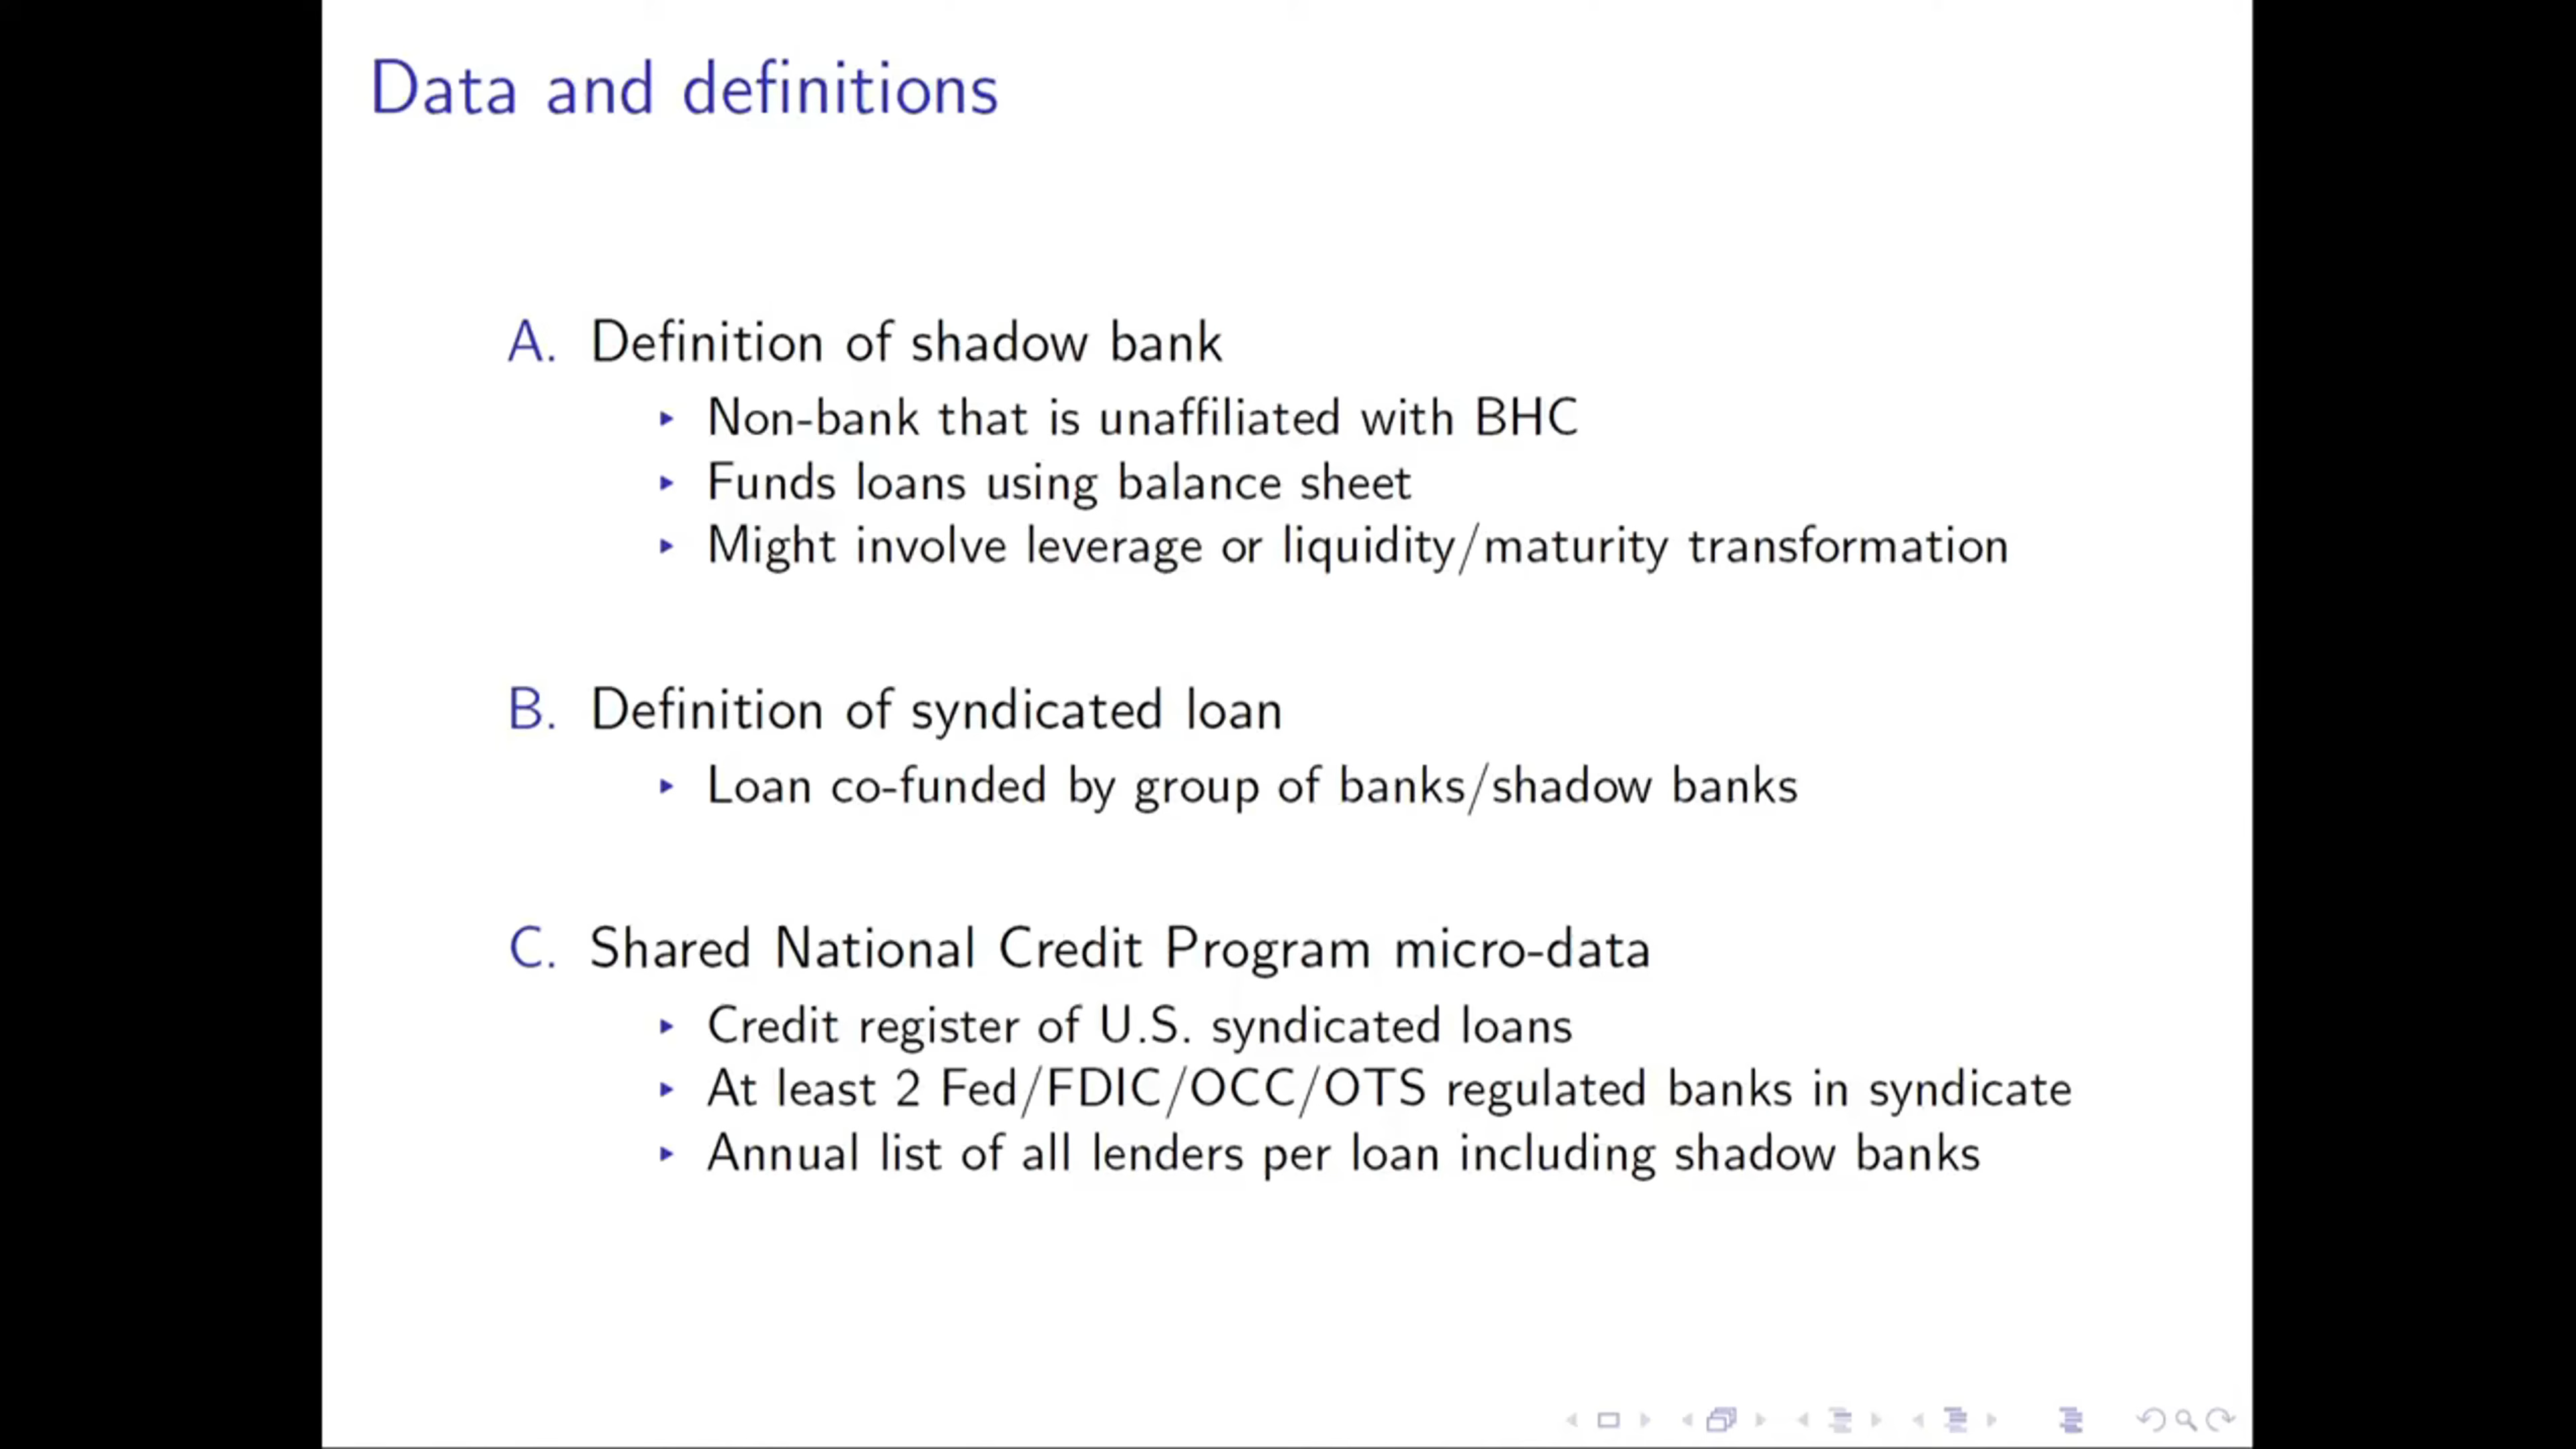 Data and definitions
A. Definition of shadow bank
▸ Non-bank that is unaffiliated with BHC
▸ Funds loans using balance sheet
▸ Might involve leverage or liquidity/maturity transformation
B. Definition of syndicated loan
▸ Loan co-funded by group of banks/shadow banks
C. Shared National Credit Program micro-data
▸ Credit register of U.S. syndicated loans
▸ At least 2 Fed/FDIC/OCC/OTS regulated banks in syndicate
▸ Annual list of all lenders per loan including shadow banks